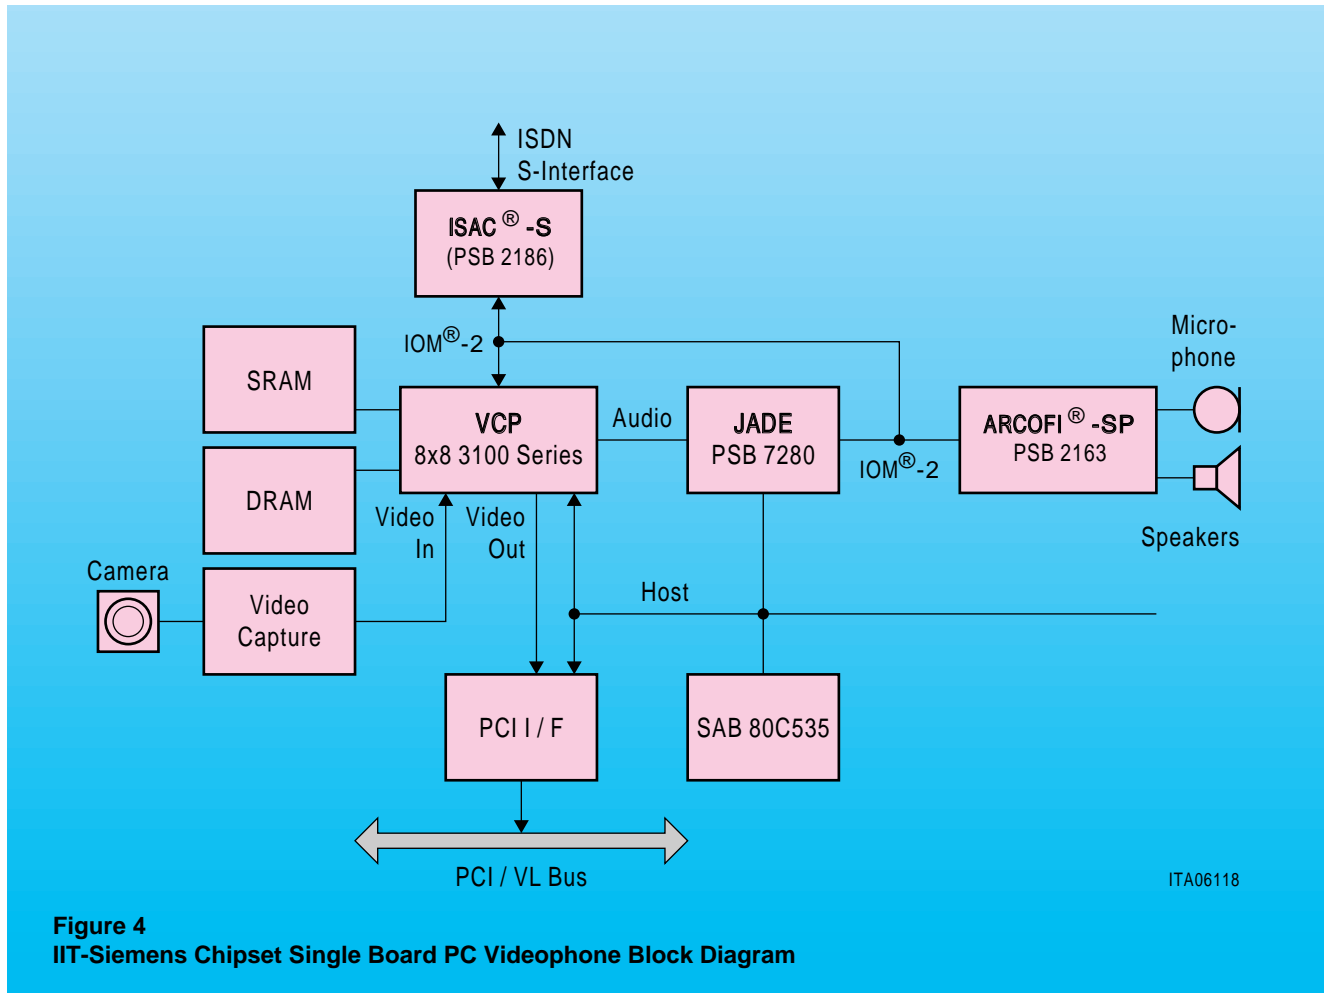 ISDN
S-Interface
ISAC® -S
(PSB 2186)
IOM®-2
Micro-
phone
SRAM
VCP
8x8 3100 Series
Audio
JADE
PSB 7280
IOM®-2
ARCOFI® -SP
PSB 2163
DRAM
Video
In
Video
Out
Speakers
Camera
Video
Capture
Host
PCI I / F
SAB 80C535
PCI / VL Bus
ITA06118
Figure 4
IIT-Siemens Chipset Single Board PC Videophone Block Diagram